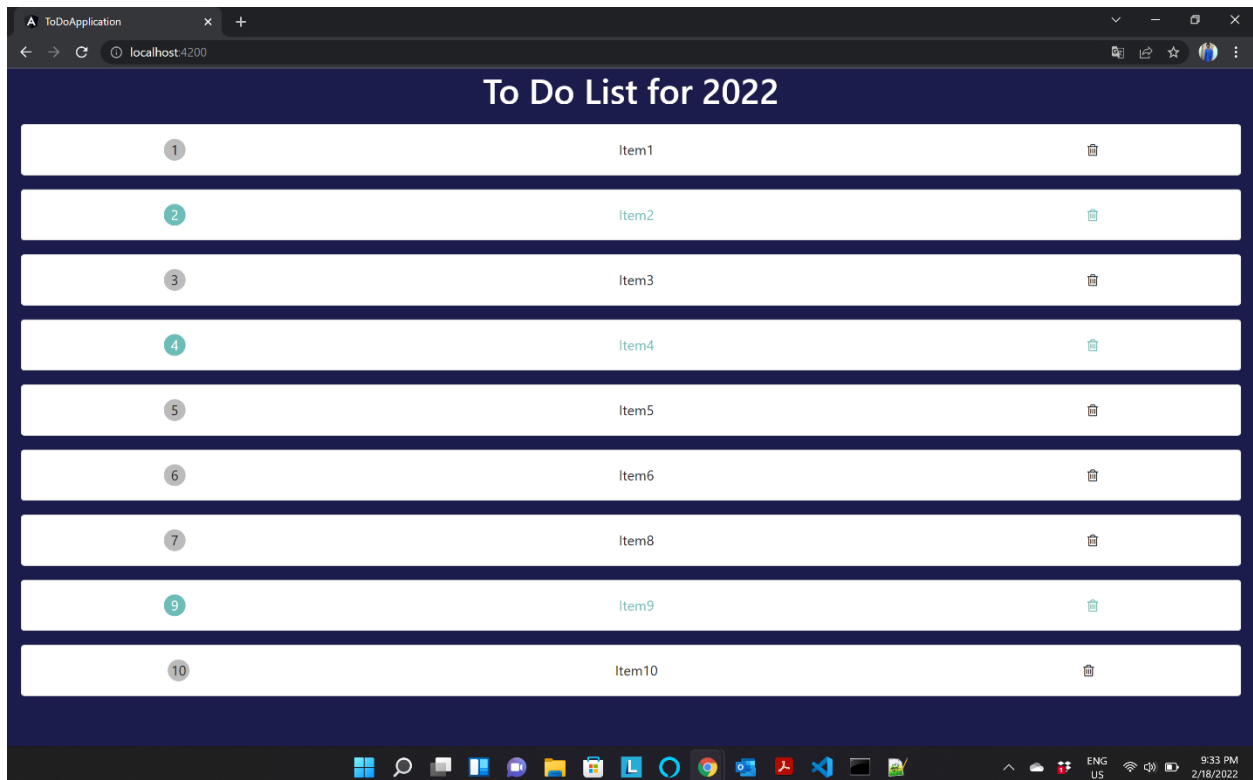 ToDoApplication
localhost:4200
To Do List for 2022
1 Item1
2 Item2
3 Item3
4 Item4
5 Item5
6 Item6
7 Item8
9 Item9
10 Item10
L
ENG 9:33 PM
US 2/18/2022